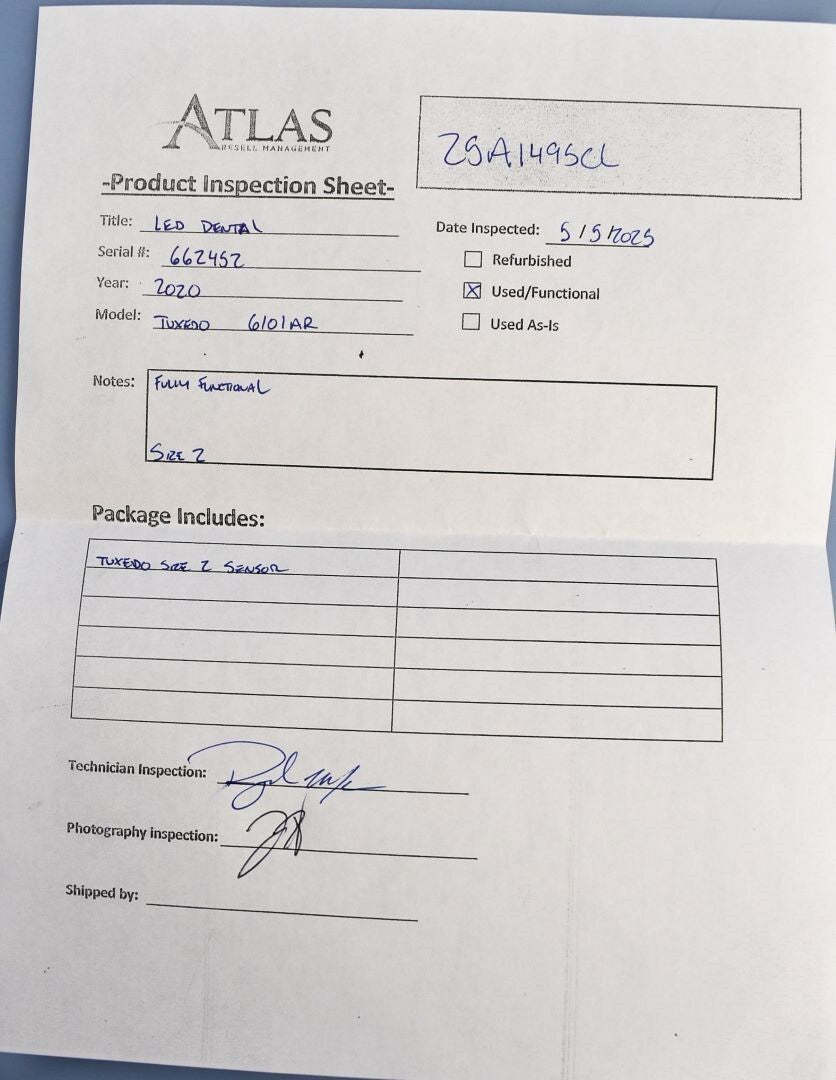 ATLAS
RESELL MANAGEMENT
25A1495CL
-Product Inspection Sheet-
Title: LED DENTAL
Date Inspected: 5/5/2025
Serial #: 662452
Refurbished
Year: 2020
Used/Functional
Model: TUXEDO 6101AR
Used As-Is
Notes: FULLY FUNCTIONAL
SIZE 2
Package Includes:
TUXEDO SIZE 2 SENSOR
Technician Inspection:
Photography inspection:
Shipped by: